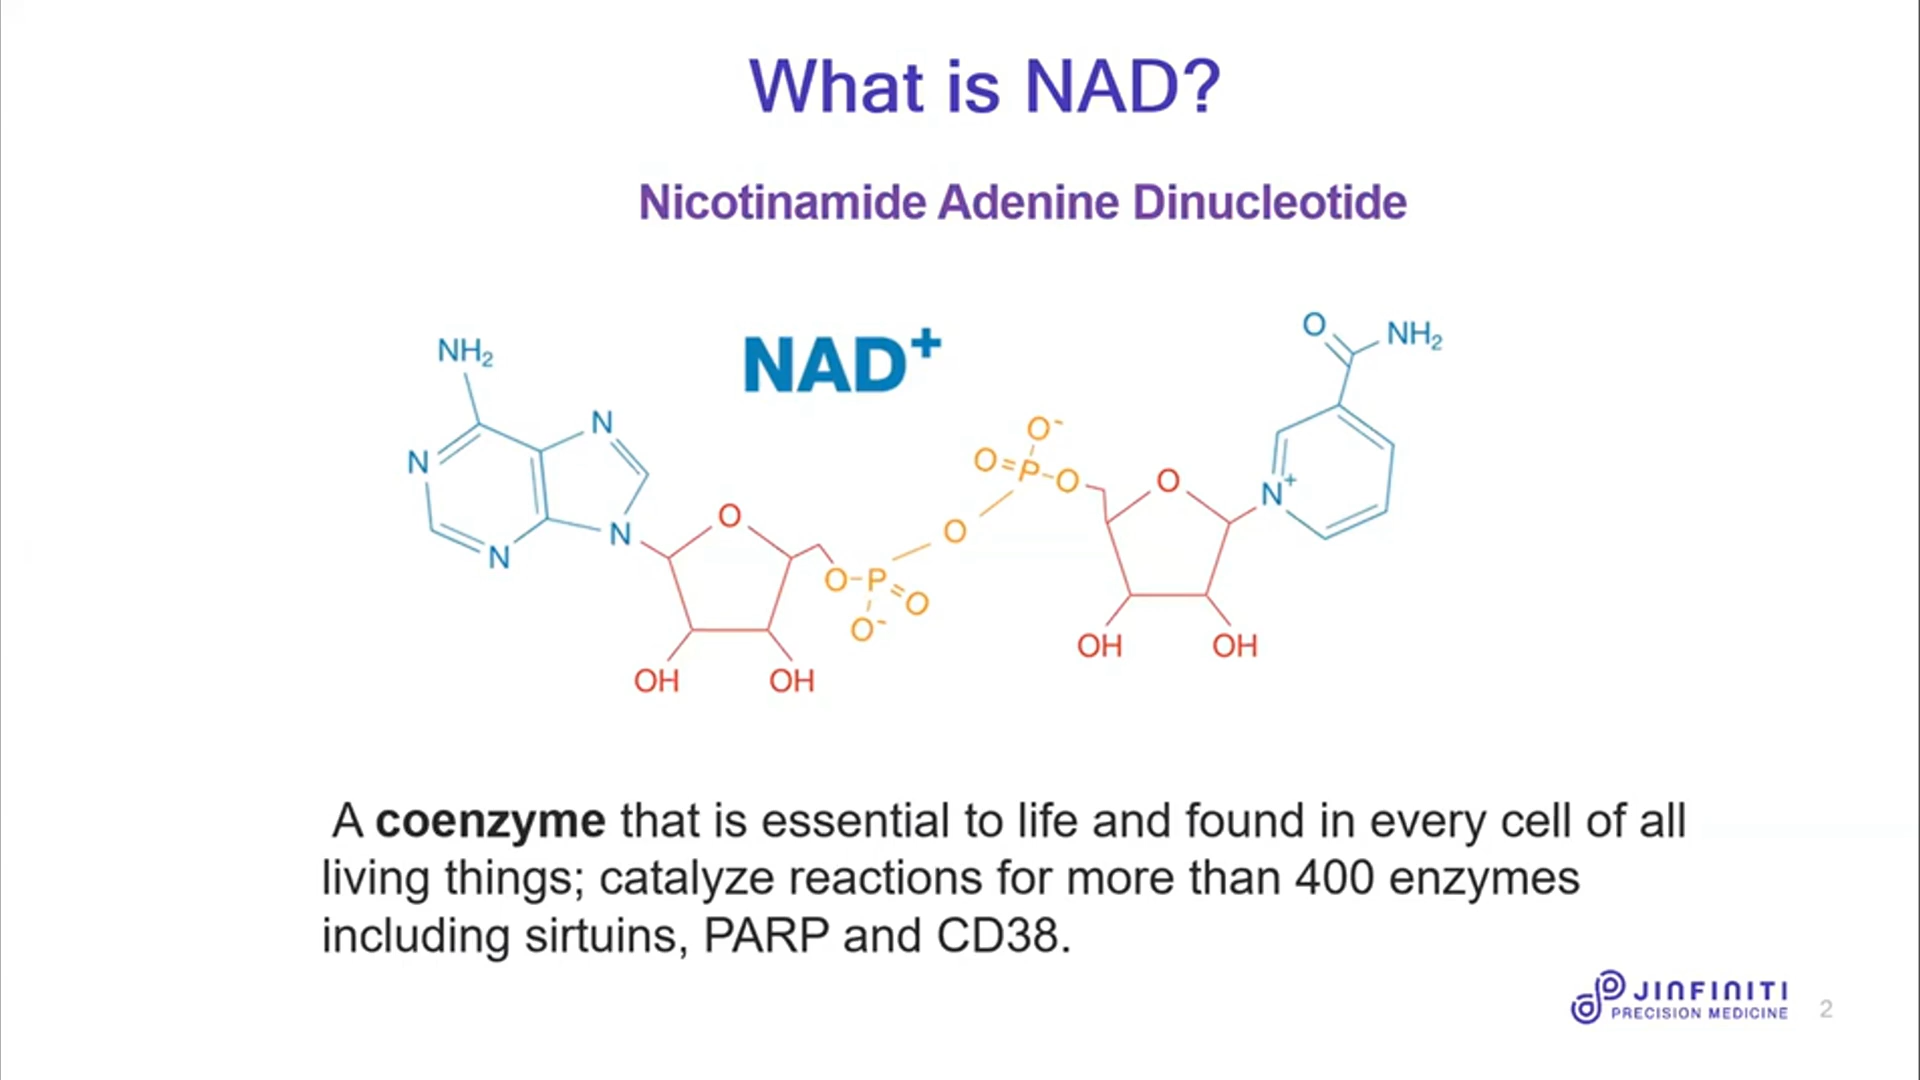 What is NAD?
Nicotinamide Adenine Dinucleotide
NAD⁺
NH₂
N
N
N
N
O
OH
OH
O
P
O
O⁻
O
O⁻
O
P
O
O
OH
OH
N⁺
O
NH₂
A coenzyme that is essential to life and found in every cell of all
living things; catalyze reactions for more than 400 enzymes
including sirtuins, PARP and CD38.
JINFINITI
PRECISION MEDICINE
2